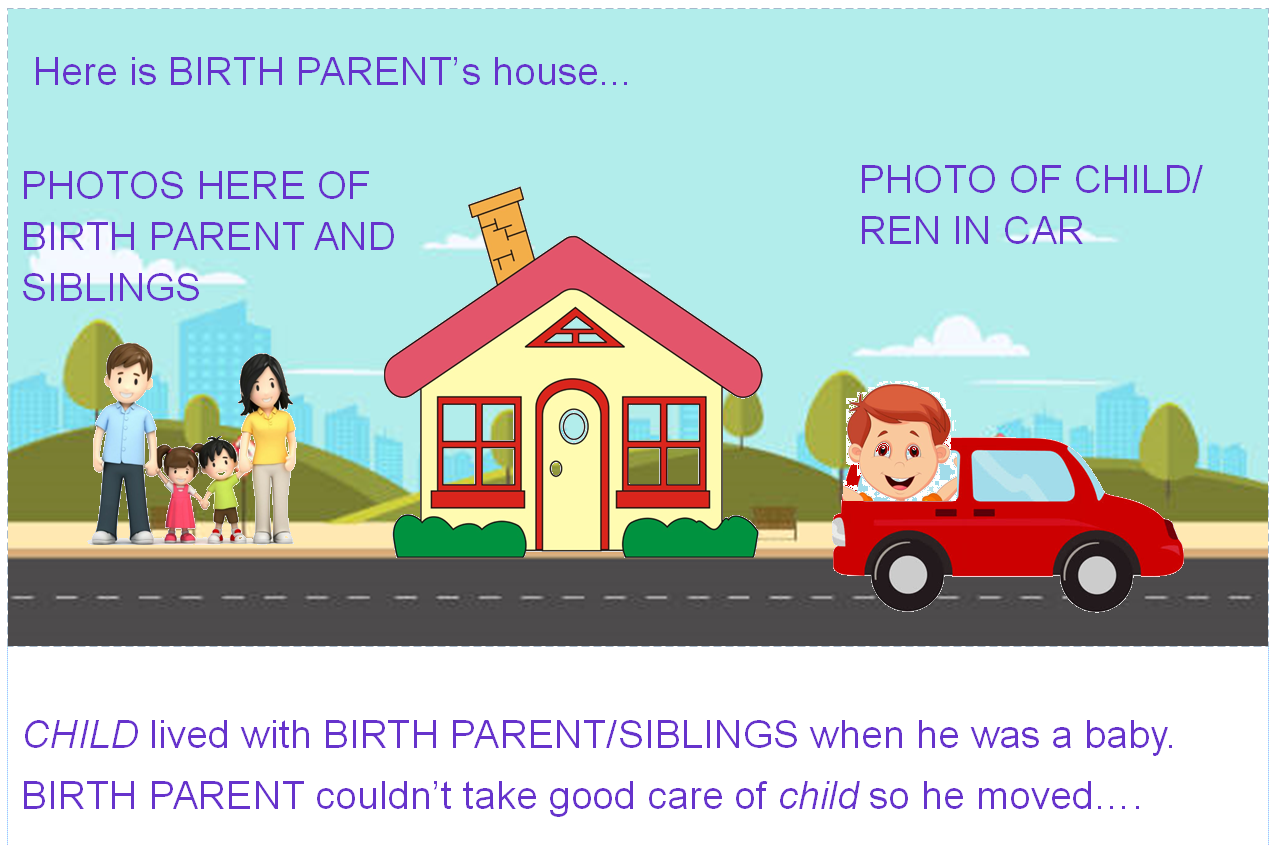 Here is BIRTH PARENT’s house...
PHOTOS HERE OF
BIRTH PARENT AND
SIBLINGS
PHOTO OF CHILD/
REN IN CAR
CHILD lived with BIRTH PARENT/SIBLINGS when he was a baby.
BIRTH PARENT couldn’t take good care of child so he moved….